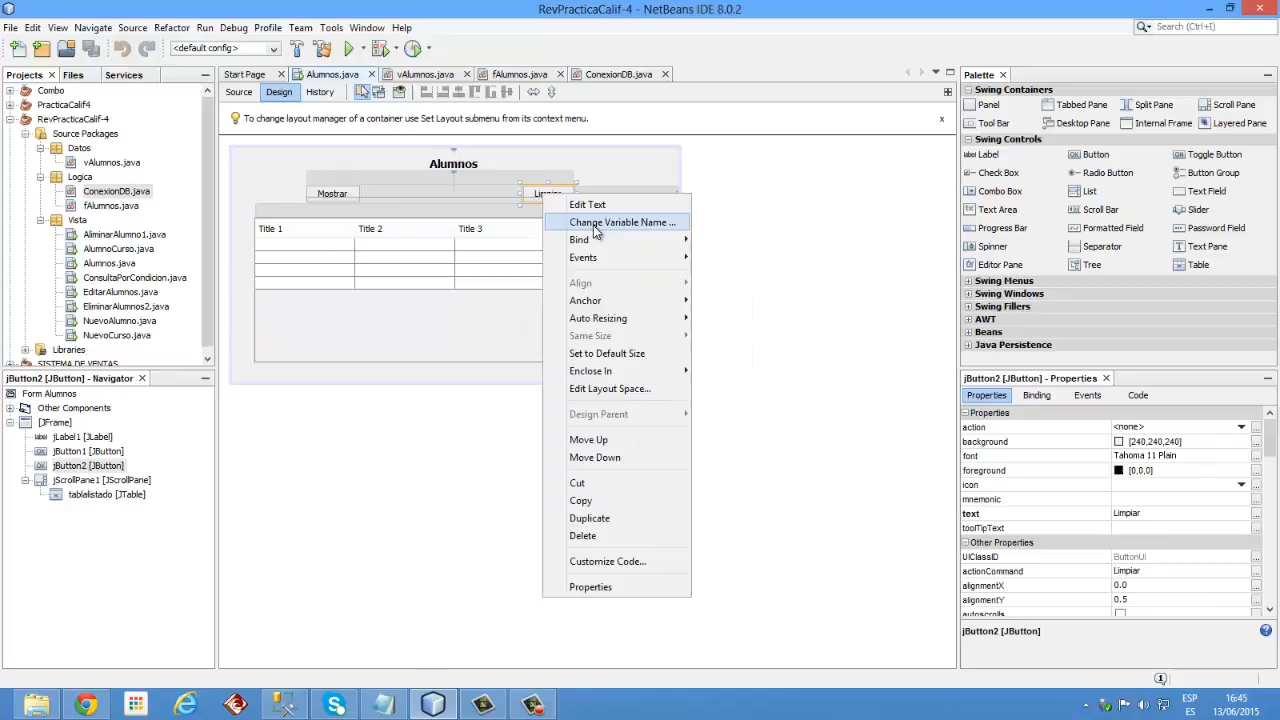 RevPracticaCalif-4 - NetBeans IDE 8.0.2
File Edit View Navigate Source Refactor Run Debug Profile Team Tools Window Help
Search (Ctrl+I)
<default config>
Projects Files Services
Start Page Alumnos.java vAlumnos.java fAlumnos.java ConexionDB.java
Source Design History
To change layout manager of a container use Set Layout submenu from its context menu. x
Combo
PracticaCalif4
RevPracticaCalif-4
Source Packages
Datos
vAlumnos.java
Logica
ConexionDB.java
fAlumnos.java
Vista
AliminarAlumno1.java
AlumnoCurso.java
Alumnos.java
ConsultaPorCondicion.java
EditarAlumnos.java
EliminarAlumnos2.java
NuevoAlumno.java
NuevoCurso.java
Libraries
SISTEMA DE VENTAS
jButton2 [JButton] - Navigator
Form Alumnos
Other Components
[JFrame]
jLabel1 [JLabel]
jButton1 [JButton]
jButton2 [JButton]
jScrollPane1 [JScrollPane]
tablalistado [JTable]
Alumnos
Mostrar
Title 1 Title 2 Title 3
Edit Text
Change Variable Name ...
Bind
Events
Align
Anchor
Auto Resizing
Same Size
Set to Default Size
Enclose In
Edit Layout Space...
Design Parent
Move Up
Move Down
Cut
Copy
Duplicate
Delete
Customize Code...
Properties
Palette
Swing Containers
Panel Tabbed Pane Split Pane Scroll Pane
Tool Bar Desktop Pane Internal Frame Layered Pane
Swing Controls
Label Button Toggle Button
Check Box Radio Button Button Group
Combo Box List Text Field
Text Area Scroll Bar Slider
Progress Bar Formatted Field Password Field
Spinner Separator Text Pane
Editor Pane Tree Table
Swing Menus
Swing Windows
Swing Fillers
AWT
Beans
Java Persistence
jButton2 [JButton] - Properties
Properties Binding Events Code
Properties
action <none>
background [240,240,240]
font Tahoma 11 Plain
foreground [0,0,0]
icon
mnemonic
text Limpiar
toolTipText
Other Properties
UIClassID ButtonUI
actionCommand Limpiar
alignmentX 0.0
alignmentY 0.5
autoscrolls
jButton2 [JButton]
ESP
ES
16:45
13/06/2015